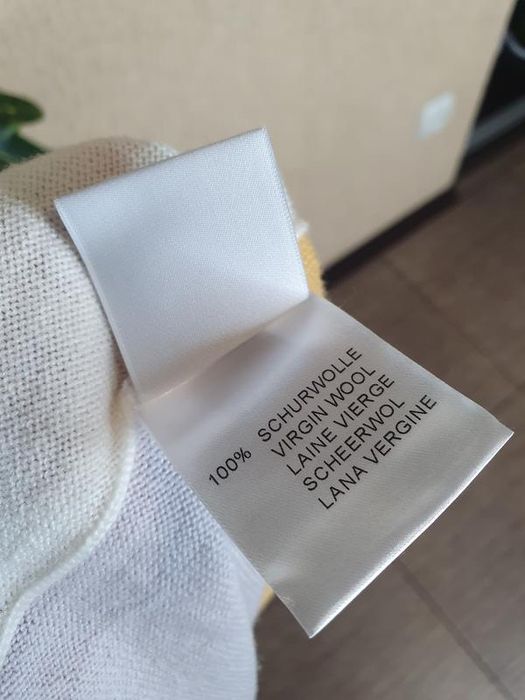 100% SCHURWOLLE
VIRGIN WOOL
LAINE VIERGE
SCHEERWOL
LANA VERGINE